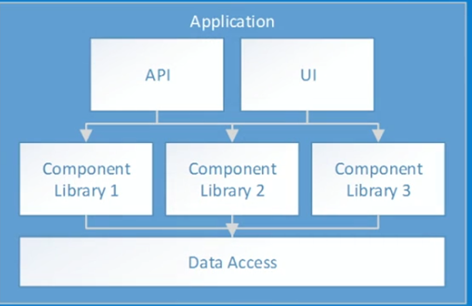 Application
API
UI
Component
Library 1
Component
Library 2
Component
Library 3
Data Access